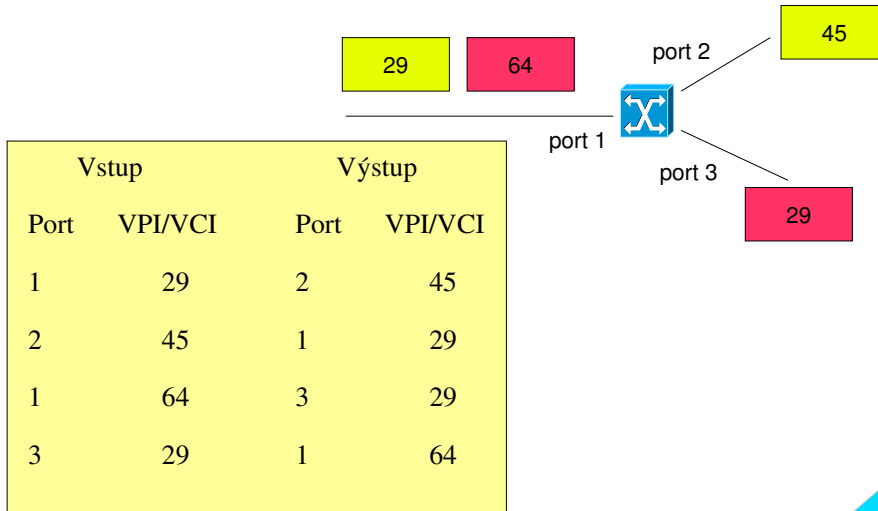 45
port 2
29 64
port 1
port 3
29
Vstup Výstup
Port VPI/VCI Port VPI/VCI
1 29 2 45
2 45 1 29
1 64 3 29
3 29 1 64